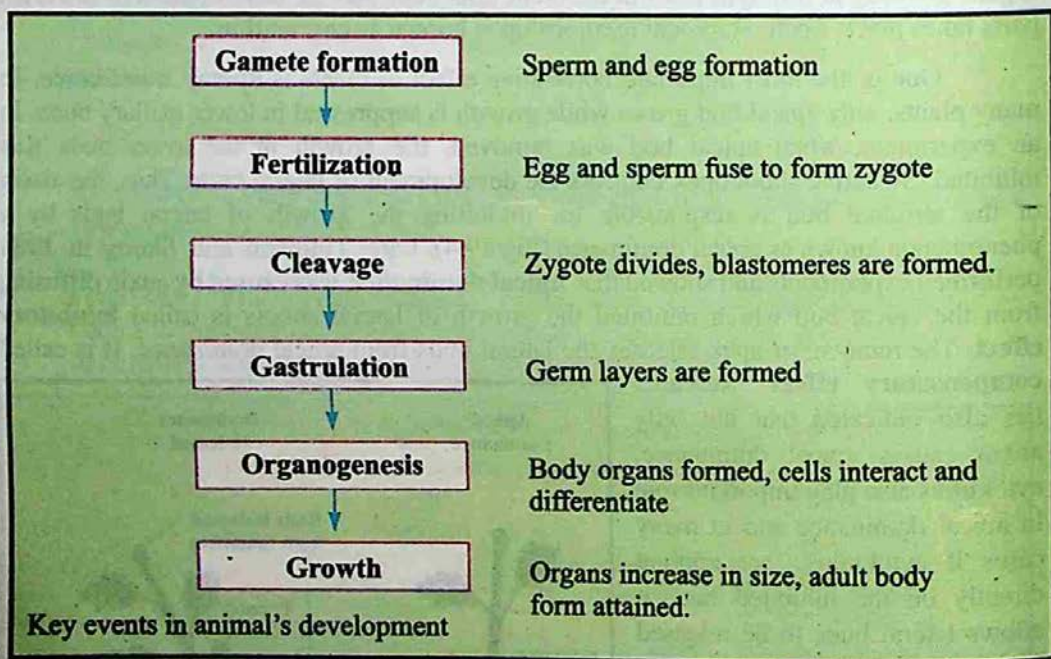 Gamete formation Sperm and egg formation
Fertilization Egg and sperm fuse to form zygote
Cleavage Zygote divides, blastomeres are formed.
Gastrulation Germ layers are formed
Organogenesis Body organs formed, cells interact and
differentiate
Growth Organs increase in size, adult body
form attained.
Key events in animal's development